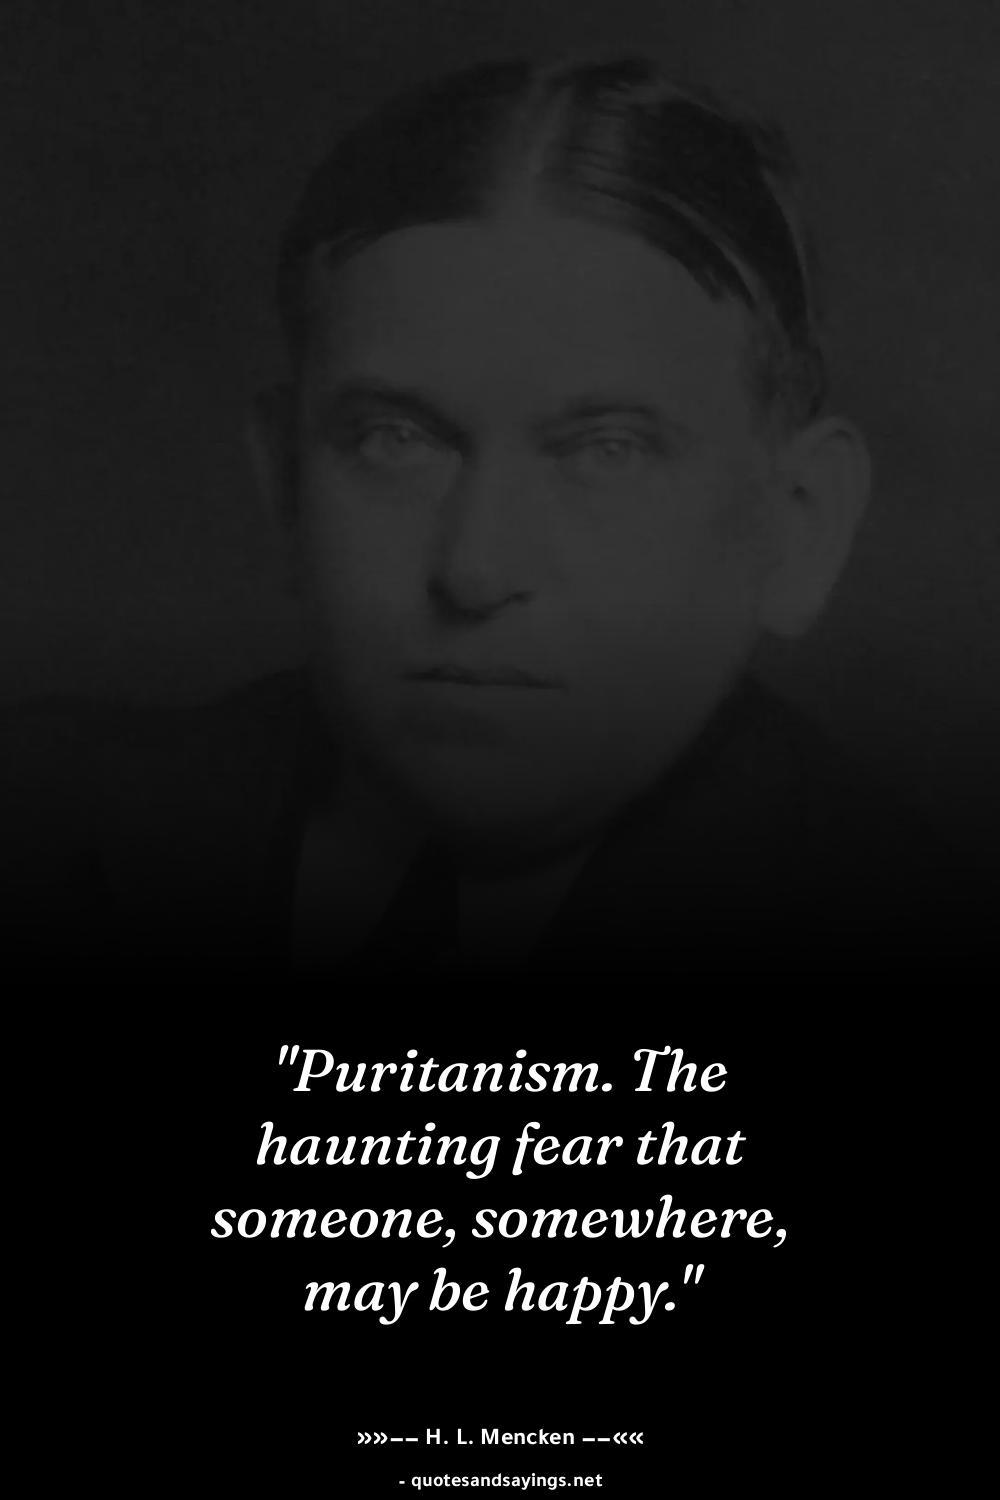 "Puritanism. The
haunting fear that
someone, somewhere,
may be happy."
»»–– H. L. Mencken ––««
- quotesandsayings.net